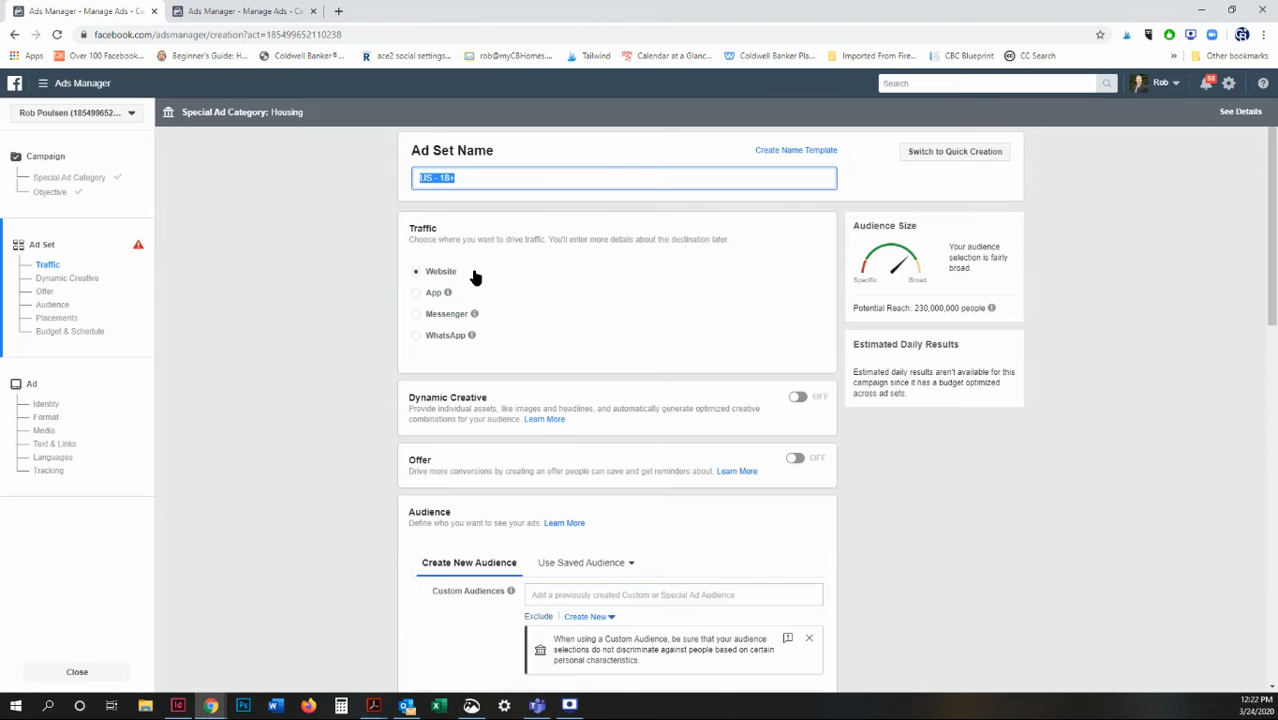 Ads Manager - Manage Ads - Ca
Ads Manager - Manage Ads - Ca
facebook.com/adsmanager/creation?act=185499652110238
Apps
Over 100 Facebook...
Beginner's Guide: H...
Coldwell Banker®...
ace2 social settings...
rob@myCBHomes...
Tailwind
Calendar at a Glanc...
Coldwell Banker Pla...
Imported From Fire...
CBC Blueprint
CC Search
»
Other bookmarks
Ads Manager
Search
Rob
Rob Poulsen (185499652...
Special Ad Category: Housing
See Details
Campaign
Special Ad Category
Objective
Ad Set
Traffic
Dynamic Creative
Offer
Audience
Placements
Budget & Schedule
Ad
Identity
Format
Media
Text & Links
Languages
Tracking
Close
Ad Set Name
Create Name Template
Switch to Quick Creation
US - 18+
Traffic
Choose where you want to drive traffic. You'll enter more details about the destination later.
Website
App
Messenger
WhatsApp
Audience Size
Specific
Broad
Your audience
selection is fairly
broad.
Potential Reach: 230,000,000 people
Estimated Daily Results
Estimated daily results aren't available for this
campaign since it has a budget optimized
across ad sets.
Dynamic Creative
OFF
Provide individual assets, like images and headlines, and automatically generate optimized creative
combinations for your audience. Learn More
Offer
OFF
Drive more conversions by creating an offer people can save and get reminders about. Learn More
Audience
Define who you want to see your ads. Learn More
Create New Audience
Use Saved Audience
Custom Audiences
Add a previously created Custom or Special Ad Audience
Exclude
Create New
When using a Custom Audience, be sure that your audience
selections do not discriminate against people based on certain
personal characteristics.
12:22 PM
3/24/2020